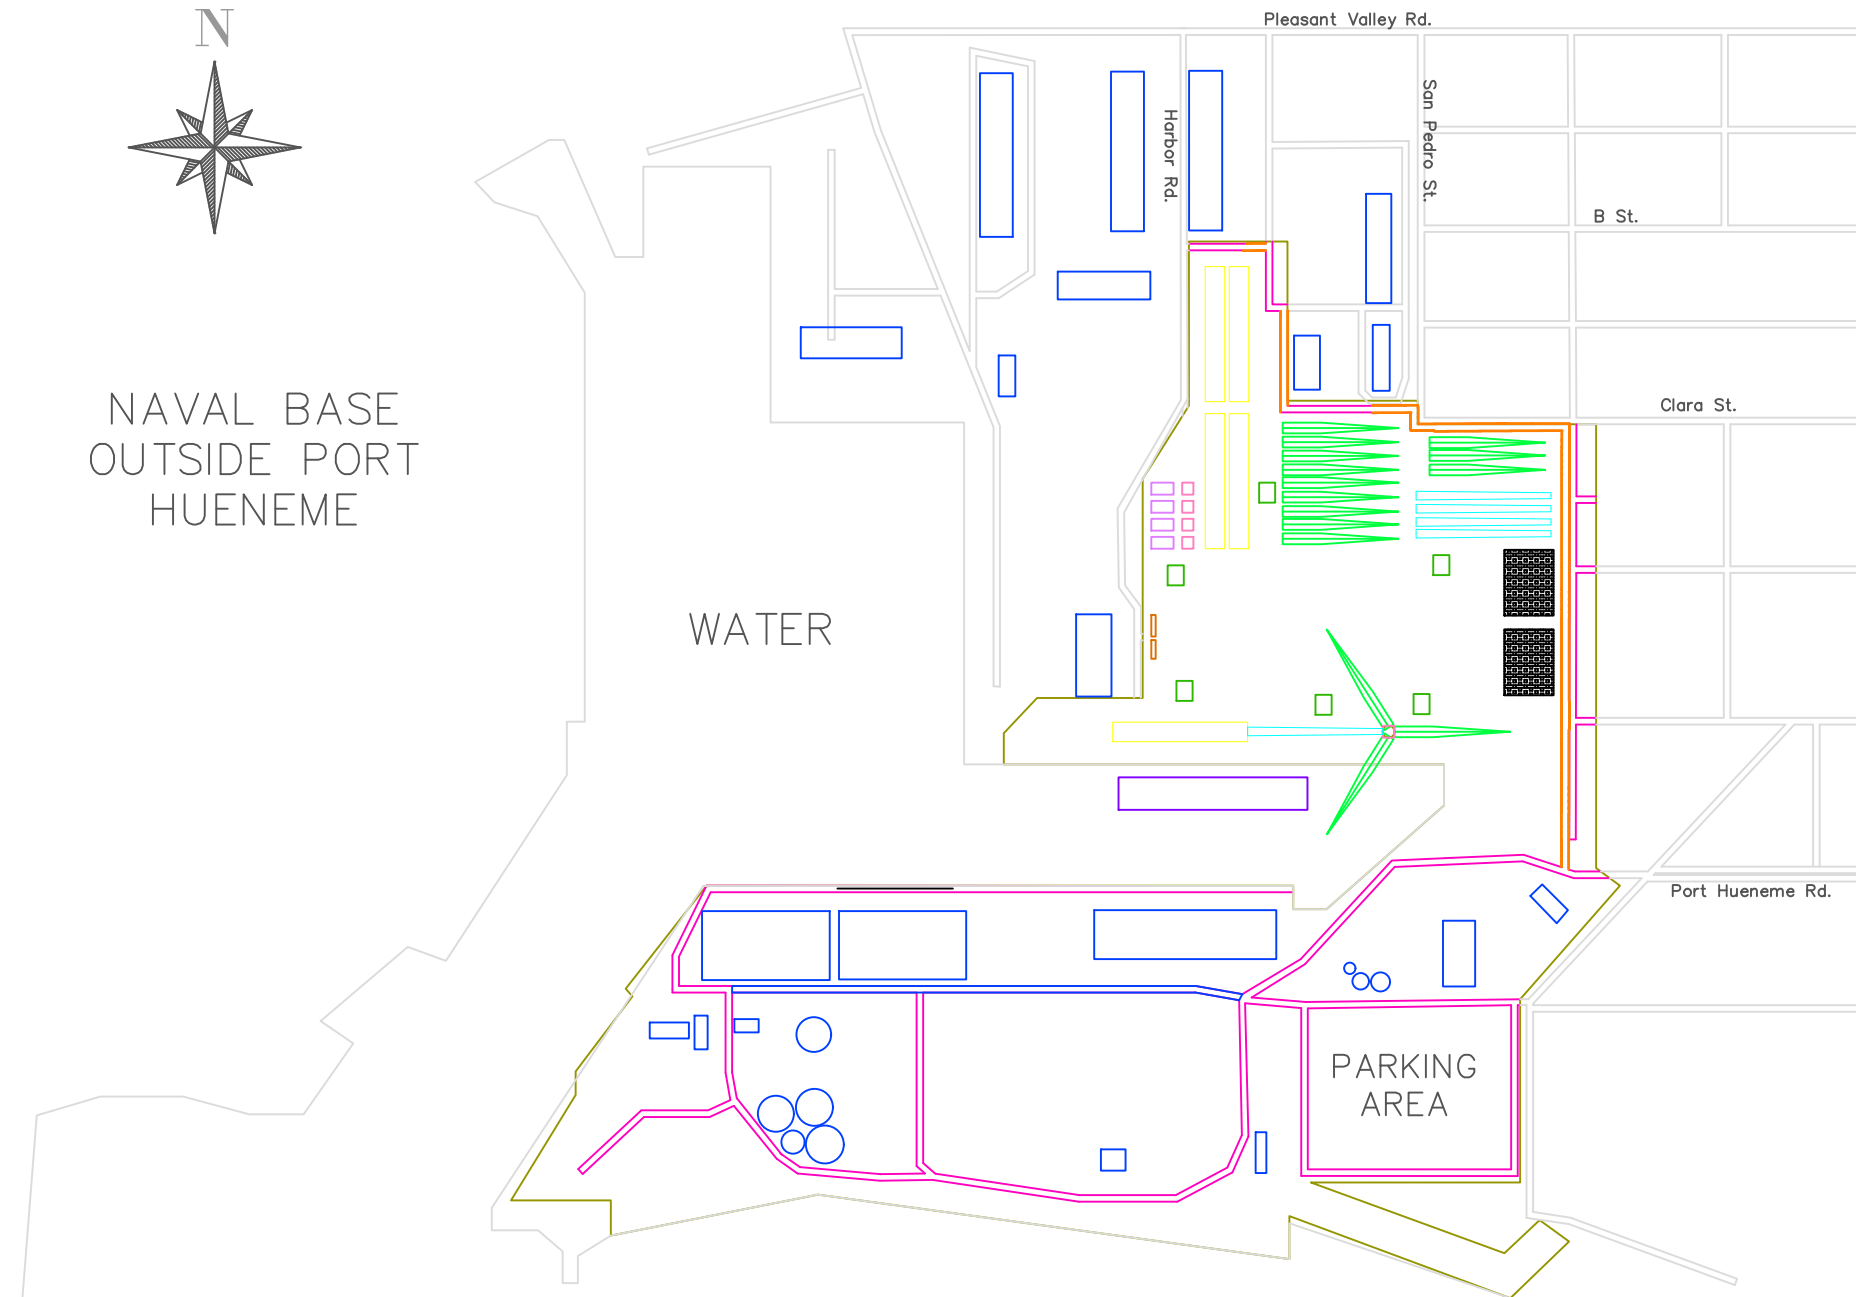 N
Pleasant Valley Rd.
Harbor Rd.
San Pedro St.
B St.
NAVAL BASE
OUTSIDE PORT
HUENEME
Clara St.
WATER
Port Hueneme Rd.
PARKING
AREA